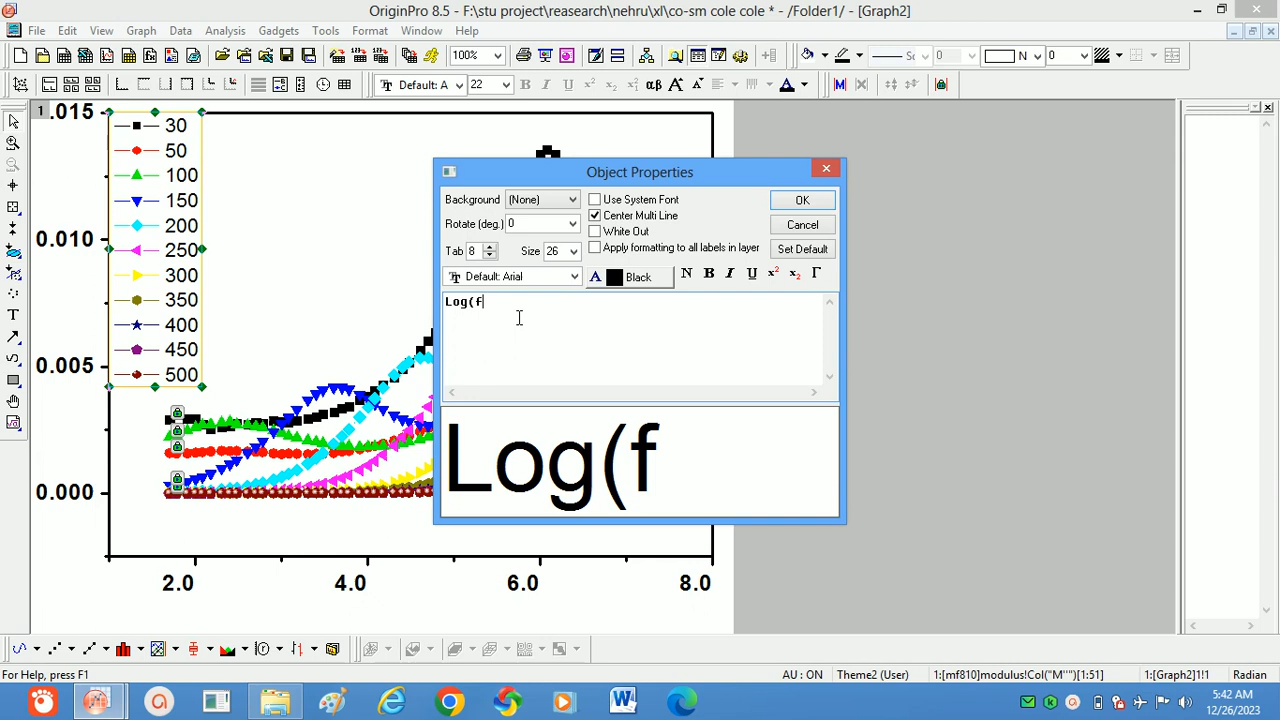 OriginPro 8.5 - F:\stu project\reasearch\nehru\xl\co-sm cole cole * - /Folder1/ - [Graph2]
File Edit View Graph Data Analysis Gadgets Tools Format Window Help
100%
N 0
Default: A 22 B I U αβ A
1
.015
0.010
0.005
0.000
2.0 4.0 6.0 8.0
30
50
100
150
200
250
300
350
400
450
500
Object Properties
Background (None) Use System Font OK
Center Multi Line
Rotate (deg.) 0 White Out Cancel
Tab 8 Size 26 Apply formatting to all labels in layer Set Default
Default: Arial A Black N B I U x² x₂ Γ
Log(f
Log(f
For Help, press F1 AU : ON Theme2 (User) 1:[mf810]modulus!Col("M''")[1:51] 1:[Graph2]1!1 Radian
5:42 AM
12/26/2023